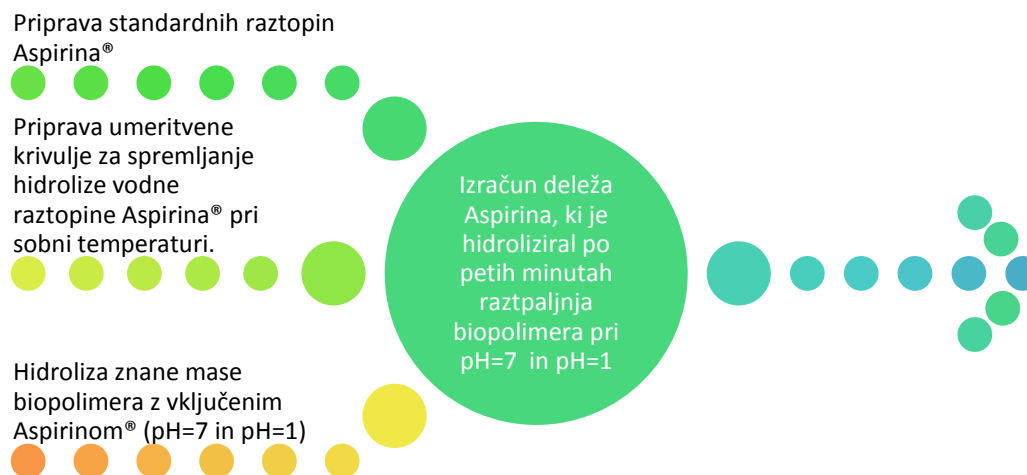 Priprava standardnih raztopin
Aspirina®
Priprava umeritvene
krivulje za spremljanje
hidrolize vodne
raztopine Aspirina® pri
sobni temperaturi.
Hidroliza znane mase
biopolimera z vključenim
Aspirinom® (pH=7 in pH=1)
Izračun deleža
Aspirina, ki je
hidroliziral po
petih minutah
raztpaljnja
biopolimera pri
pH=7 in pH=1